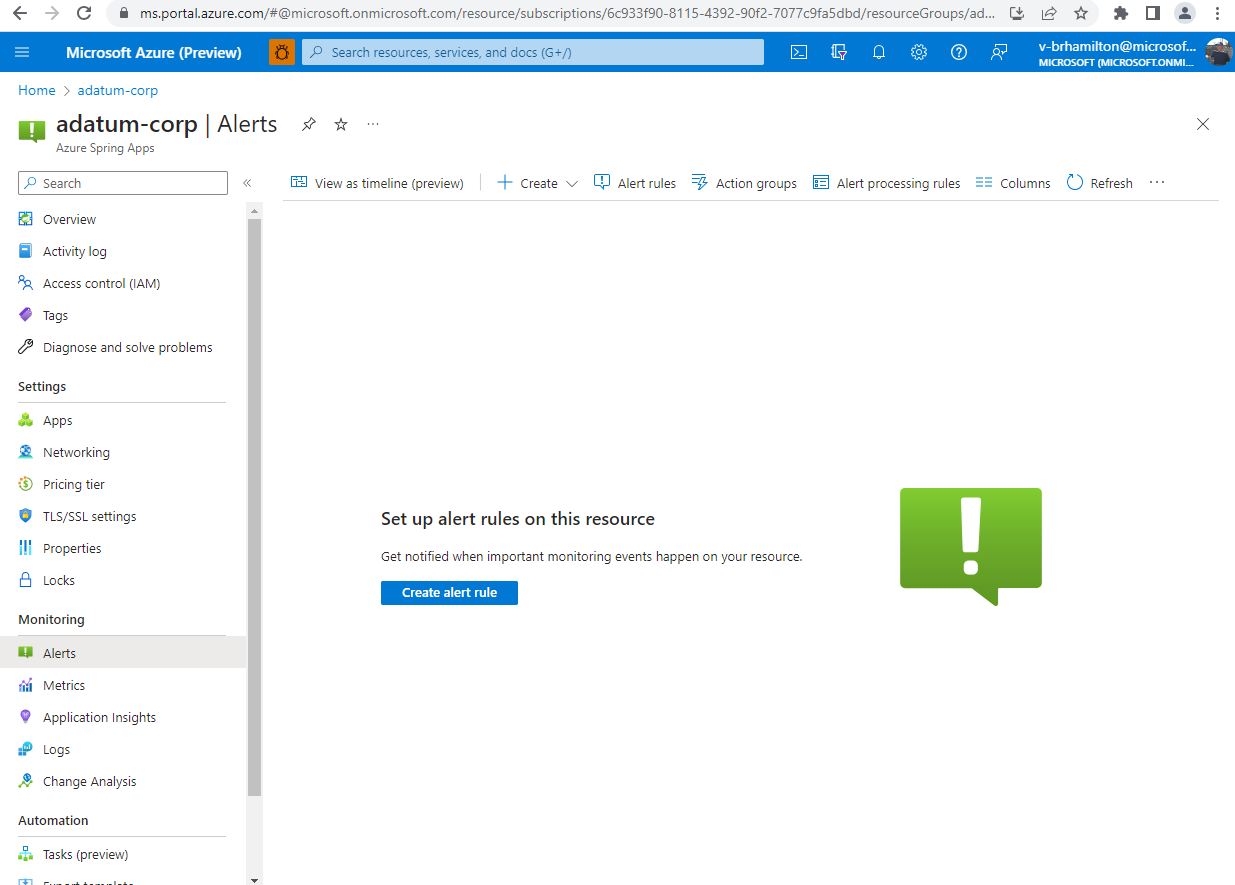 ms.portal.azure.com/#@microsoft.onmicrosoft.com/resource/subscriptions/6c933f90-8115-4392-90f2-7077c9fa5dbd/resourceGroups/ad...
Microsoft Azure (Preview)
Search resources, services, and docs (G+/)
v-brhamilton@microsof...
MICROSOFT (MICROSOFT.ONMI...
Home > adatum-corp
adatum-corp | Alerts ...
Azure Spring Apps
Search
«
View as timeline (preview)
Create
Alert rules
Action groups
Alert processing rules
Columns
Refresh
...
Overview
Activity log
Access control (IAM)
Tags
Diagnose and solve problems
Settings
Apps
Networking
Pricing tier
TLS/SSL settings
Properties
Locks
Monitoring
Alerts
Metrics
Application Insights
Logs
Change Analysis
Automation
Tasks (preview)
Export template
Set up alert rules on this resource
Get notified when important monitoring events happen on your resource.
Create alert rule